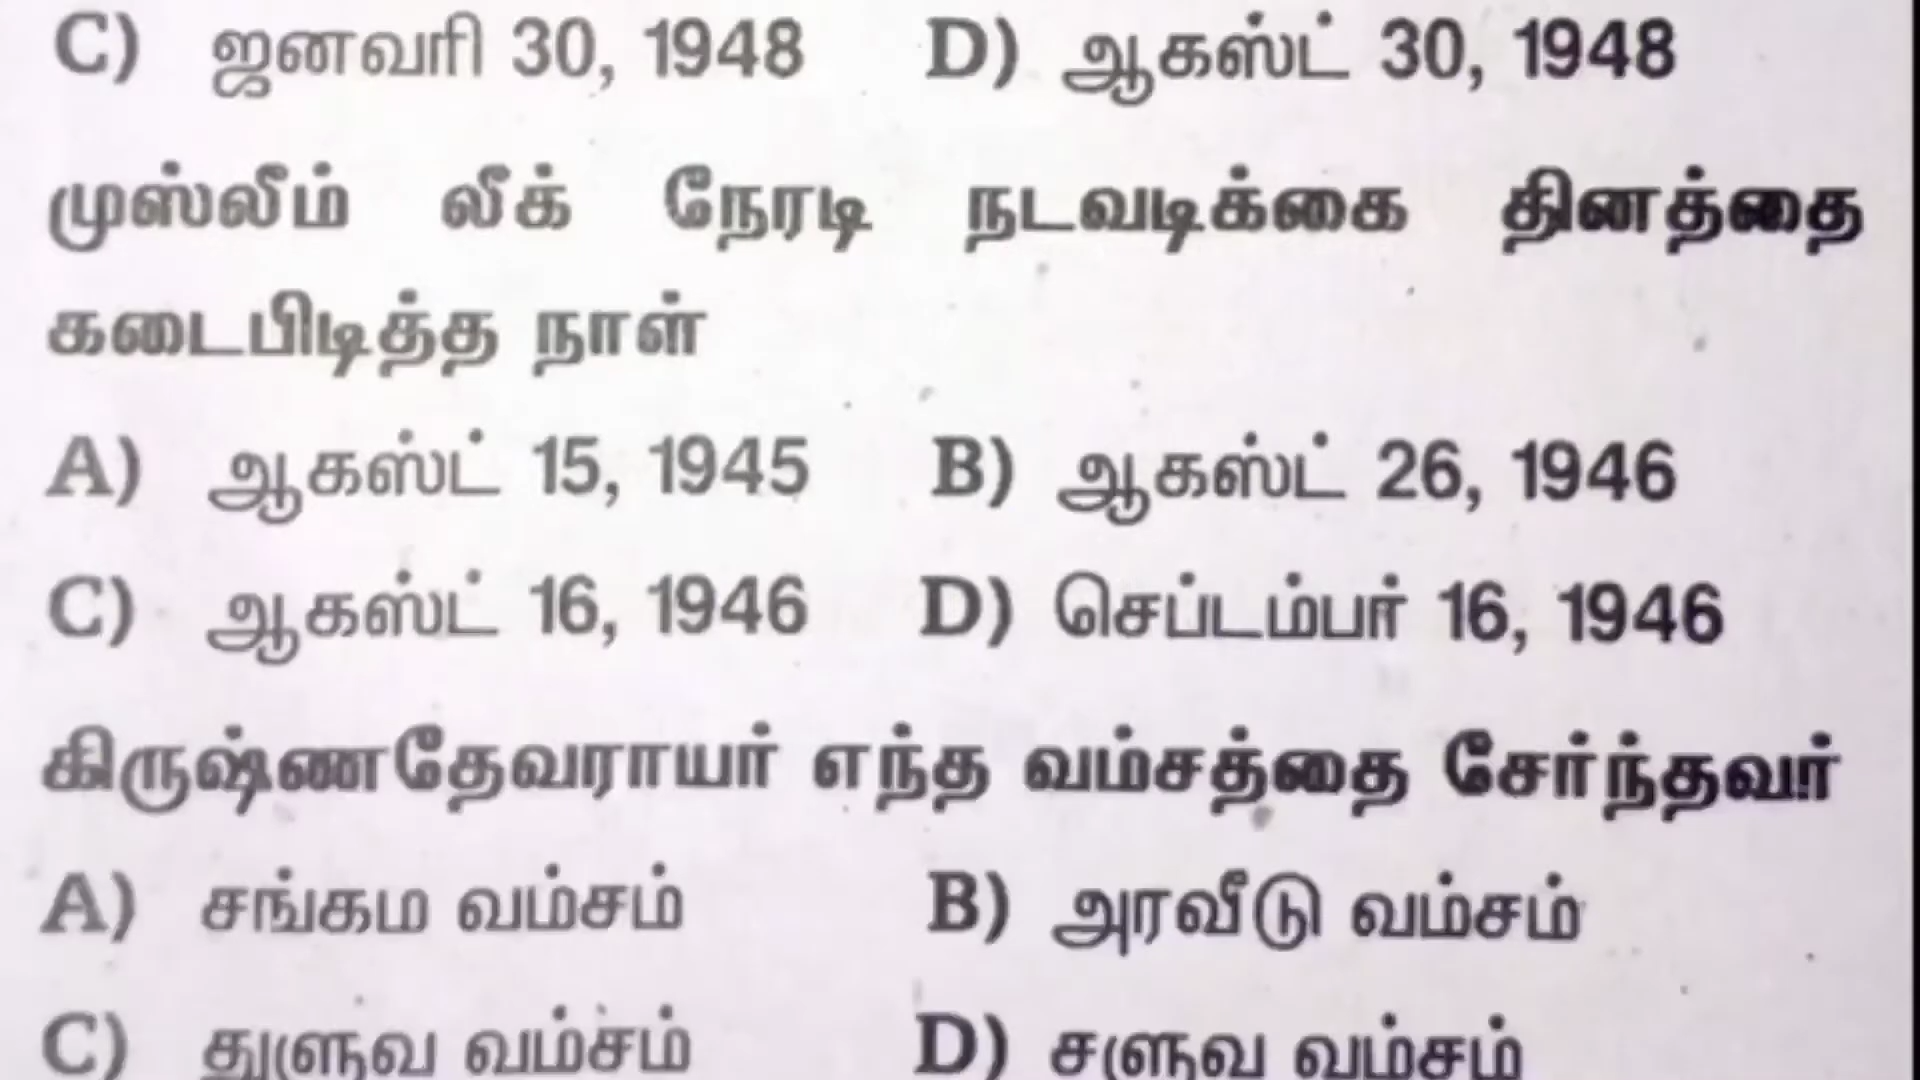 C) ஜனவரி 30, 1948 D) ஆகஸ்ட் 30, 1948
முஸ்லீம் லீக் நேரடி நடவடிக்கை தினத்தை
கடைபிடித்த நாள்
A) ஆகஸ்ட் 15, 1945 B) ஆகஸ்ட் 26, 1946
C) ஆகஸ்ட் 16, 1946 D) செப்டம்பர் 16, 1946
கிருஷ்ணதேவராயர் எந்த வம்சத்தை சேர்ந்தவர்
A) சங்கம வம்சம் B) அரவீடு வம்சம்
C) துளுவ வம்சம் D) சளுவ வம்சம்